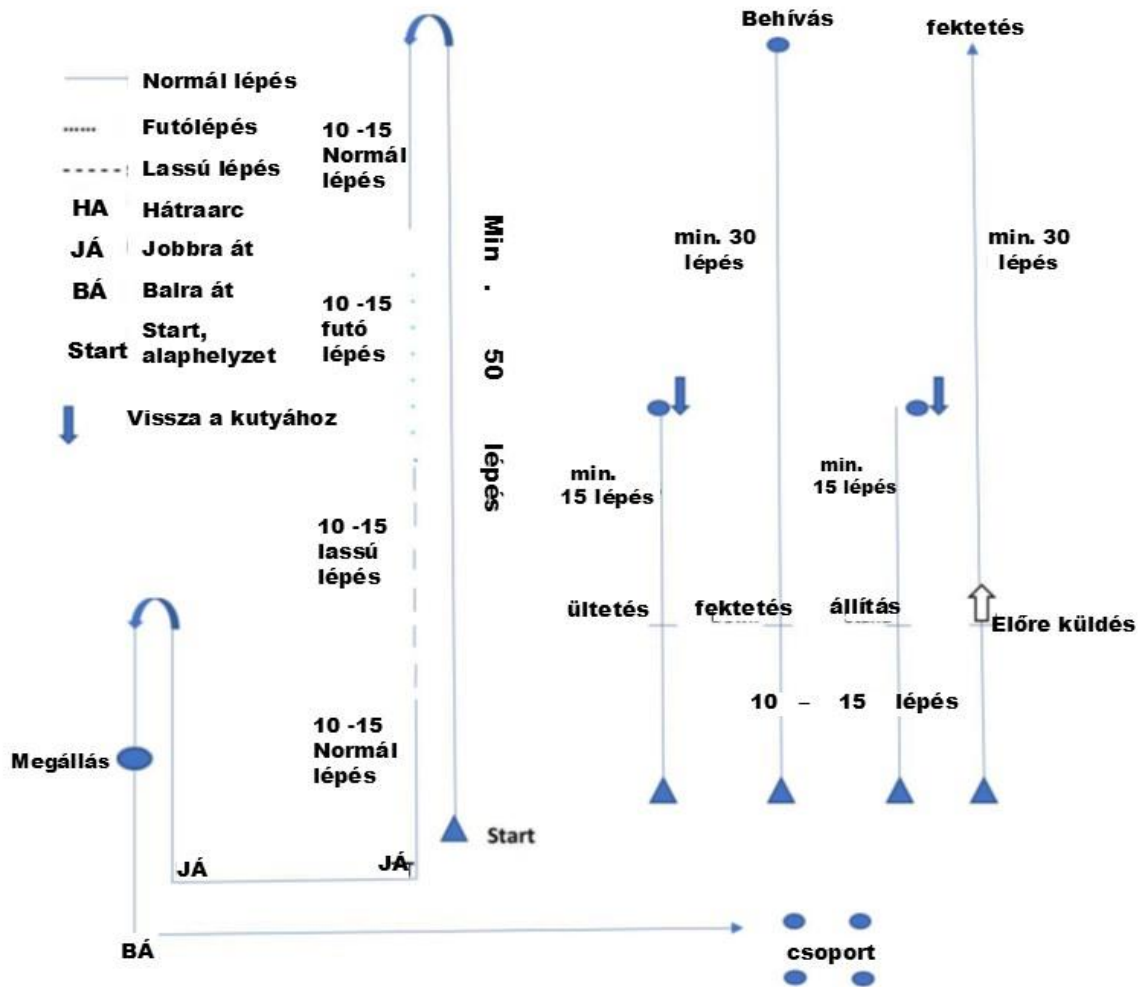 Normál lépés
Futólépés
Lassú lépés
HA Hátraarc
JÁ Jobbra át
BÁ Balra át
Start Start,
alaphelyzet
Vissza a kutyához
10 -15
Normál
lépés
10 -15
futó
lépés
10 -15
lassú
lépés
10 -15
Normál
lépés
Min. 50 lépés
Start
Megállás
JÁ
JÁ
BÁ
Behívás
fektetés
min. 30
lépés
min. 30
lépés
min.
15 lépés
min.
15 lépés
ültetés
fektetés
állítás
Előre küldés
10 – 15 lépés
csoport